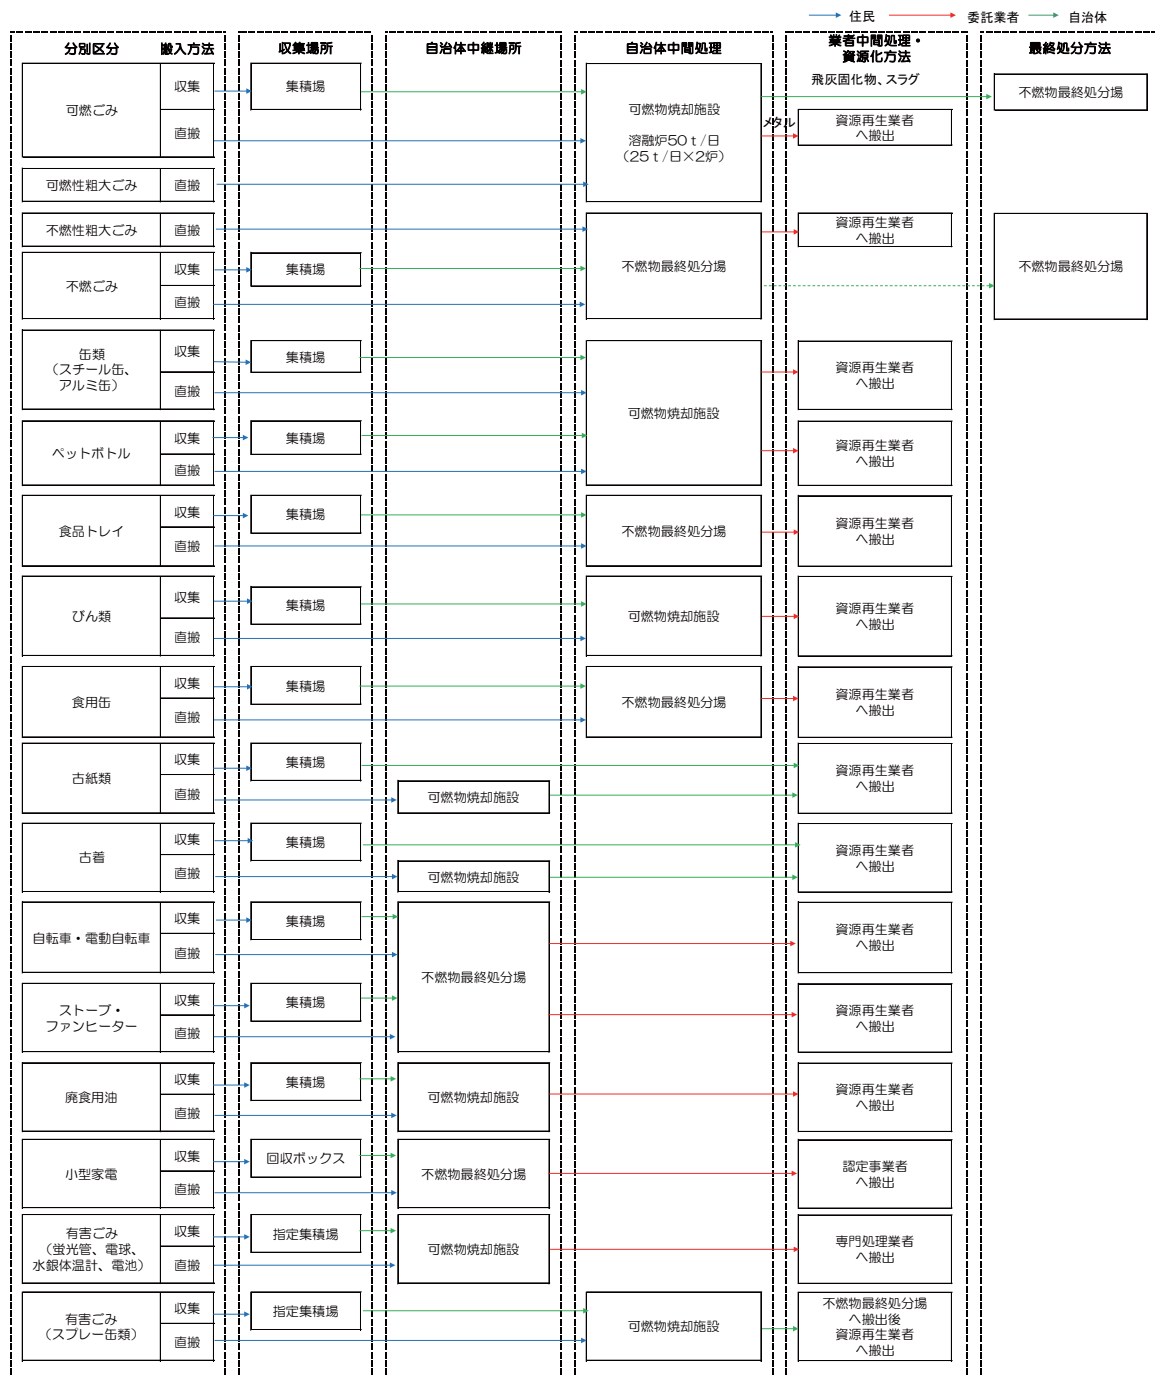 住民 委託業者 自治体
分別区分 搬入方法 収集場所 自治体中継場所 自治体中間処理 業者中間処理・
資源化方法 最終処分方法
可燃ごみ
収集
直搬
集積場
可燃物焼却施設
溶融炉50ｔ/日
（25ｔ/日×2炉）
飛灰固化物、スラグ
メタル
資源再生業者
へ搬出
不燃物最終処分場
可燃性粗大ごみ 直搬
不燃性粗大ごみ 直搬
不燃ごみ
収集
直搬
集積場
不燃物最終処分場
資源再生業者
へ搬出
不燃物最終処分場
缶類
（スチール缶、
アルミ缶）
収集
直搬
集積場
可燃物焼却施設
資源再生業者
へ搬出
ペットボトル
収集
直搬
集積場
資源再生業者
へ搬出
食品トレイ
収集
直搬
集積場
不燃物最終処分場
資源再生業者
へ搬出
びん類
収集
直搬
集積場
可燃物焼却施設
資源再生業者
へ搬出
食用缶
収集
直搬
集積場
不燃物最終処分場
資源再生業者
へ搬出
古紙類
収集
直搬
集積場
可燃物焼却施設
資源再生業者
へ搬出
古着
収集
直搬
集積場
可燃物焼却施設
資源再生業者
へ搬出
自転車・電動自転車
収集
直搬
集積場
不燃物最終処分場
資源再生業者
へ搬出
ストーブ・
ファンヒーター
収集
直搬
集積場
資源再生業者
へ搬出
廃食用油
収集
直搬
集積場
可燃物焼却施設
資源再生業者
へ搬出
小型家電
収集
直搬
回収ボックス
不燃物最終処分場
認定事業者
へ搬出
有害ごみ
（蛍光管、電球、
水銀体温計、電池）
収集
直搬
指定集積場
可燃物焼却施設
専門処理業者
へ搬出
有害ごみ
（スプレー缶類）
収集
直搬
指定集積場
可燃物焼却施設
不燃物最終処分場
へ搬出後
資源再生業者
へ搬出